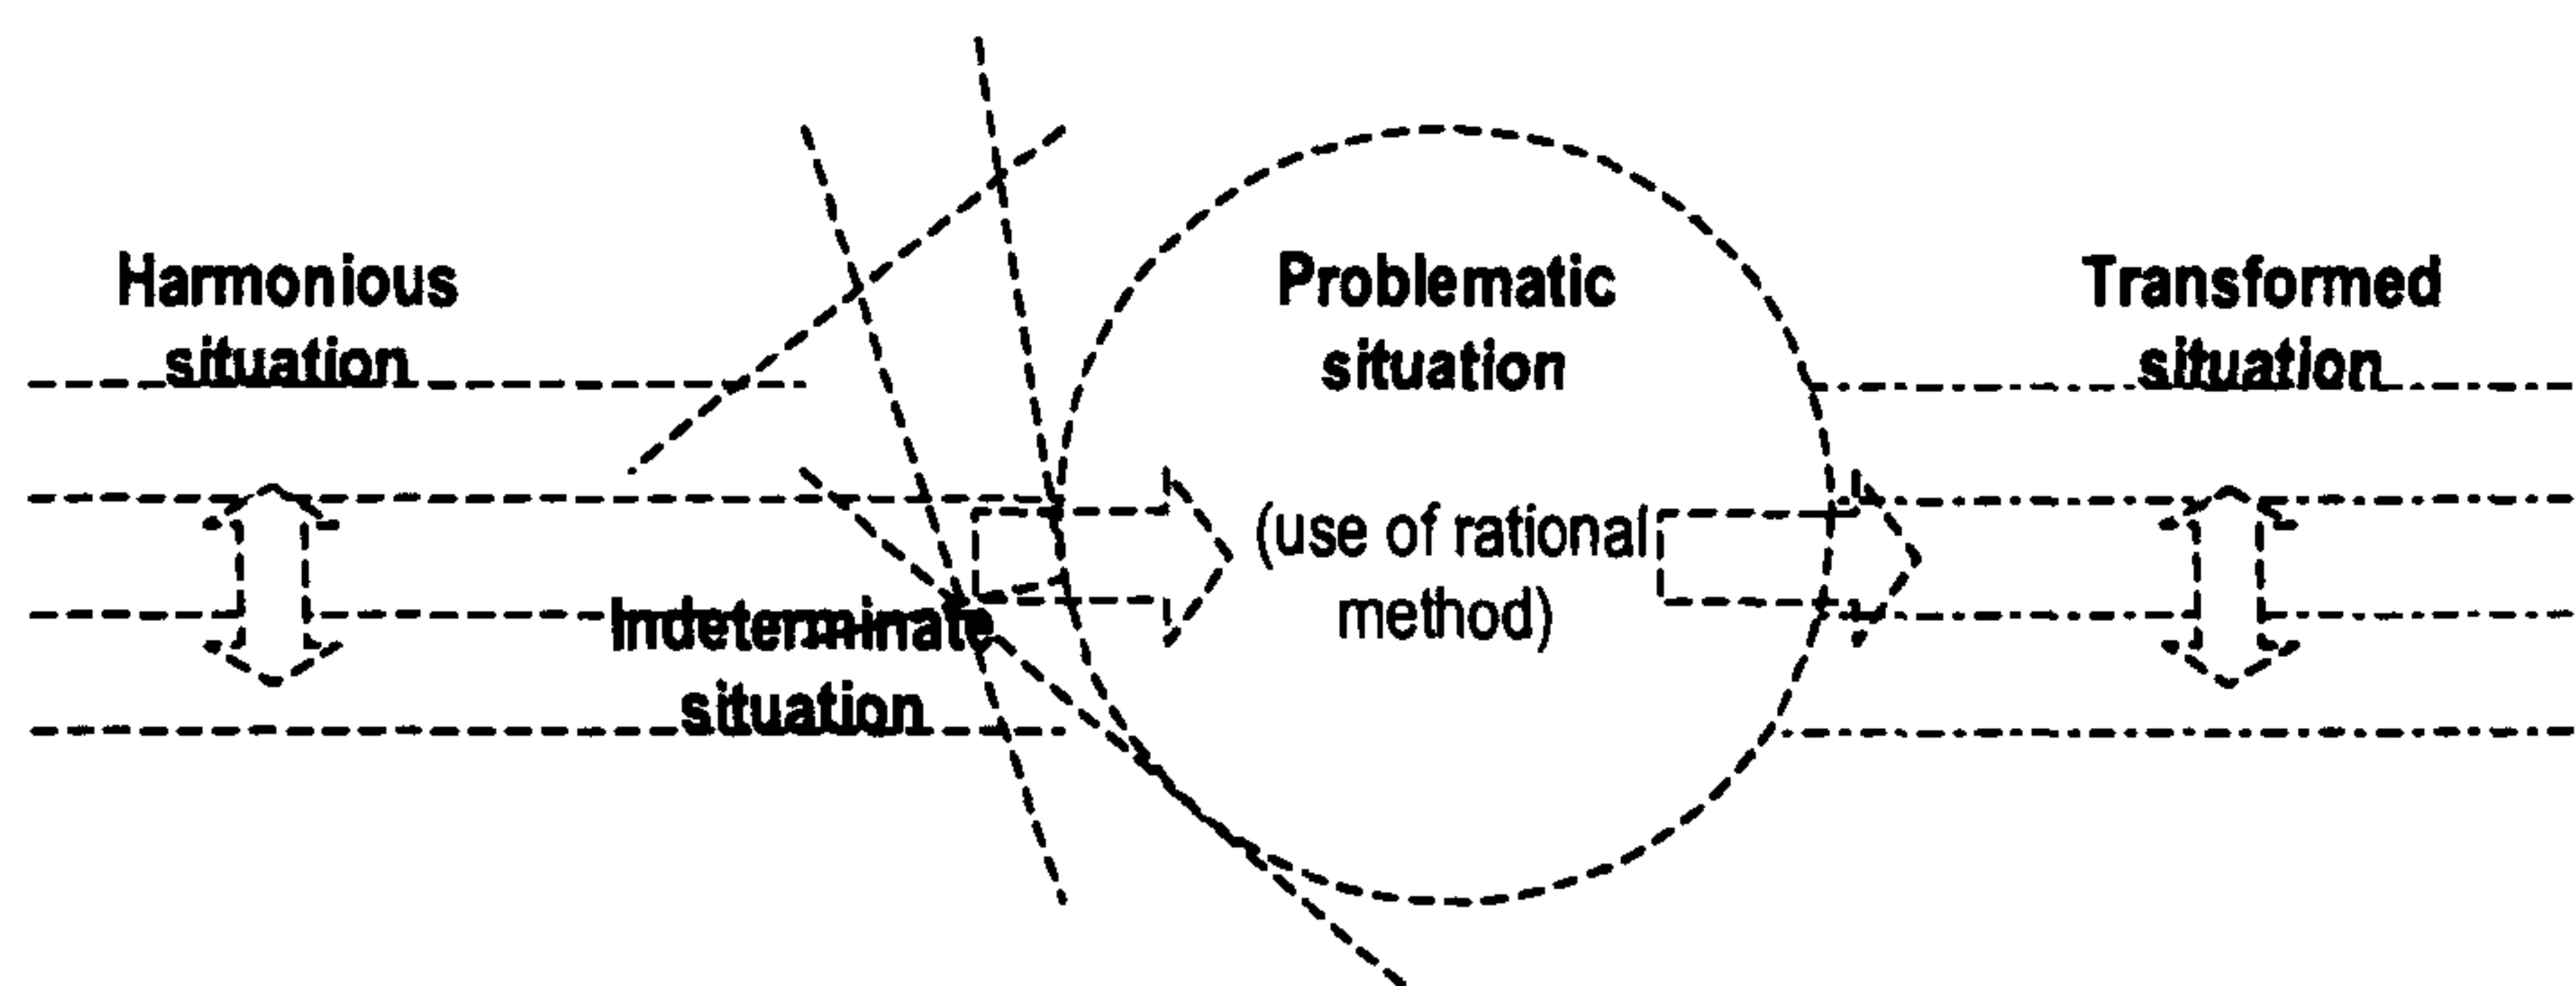 Harmonious
situation
Indeterminate
situation
Problematic
situation
(use of rational
method)
Transformed
situation